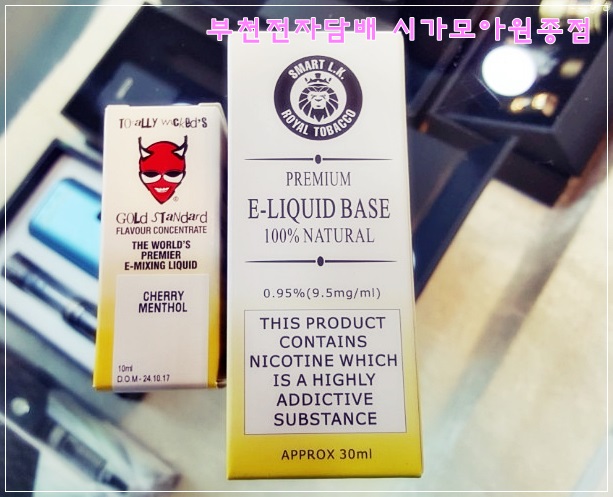 부천전자담배 시가모아원종점
TOtALLY wicKeD'S
GOLd STaNdard
FLAVOUR CONCENTRATE
THE WORLD'S
PREMIER
E-MIXING LIQUID
CHERRY
MENTHOL
10ml
D.O.M - 24.10.17
SMART L.K.
ROYAL TOBACCO
PREMIUM
E-LIQUID BASE
100% NATURAL
0.95%(9.5mg/ml)
THIS PRODUCT
CONTAINS
NICOTINE WHICH
IS A HIGHLY
ADDICTIVE
SUBSTANCE
APPROX 30ml